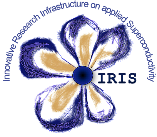 Innovative Research Infrastructure on applied Superconductivity
IRIS